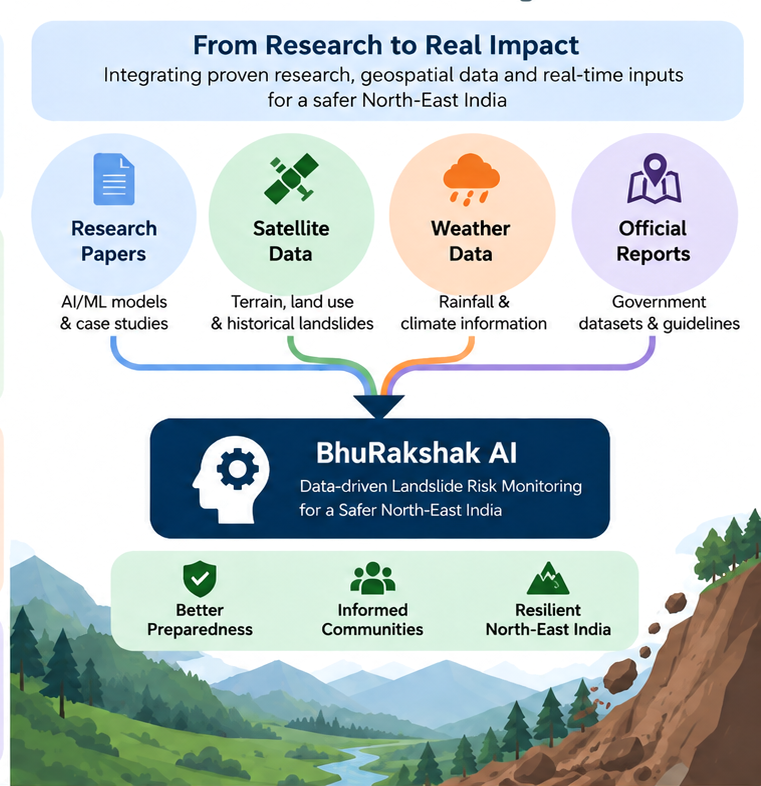 From Research to Real Impact
Integrating proven research, geospatial data and real-time inputs
for a safer North-East India
Research
Papers
AI/ML models
& case studies
Satellite
Data
Terrain, land use
& historical landslides
Weather
Data
Rainfall &
climate information
Official
Reports
Government
datasets & guidelines
BhuRakshak AI
Data-driven Landslide Risk Monitoring
for a Safer North-East India
Better
Preparedness
Informed
Communities
Resilient
North-East India